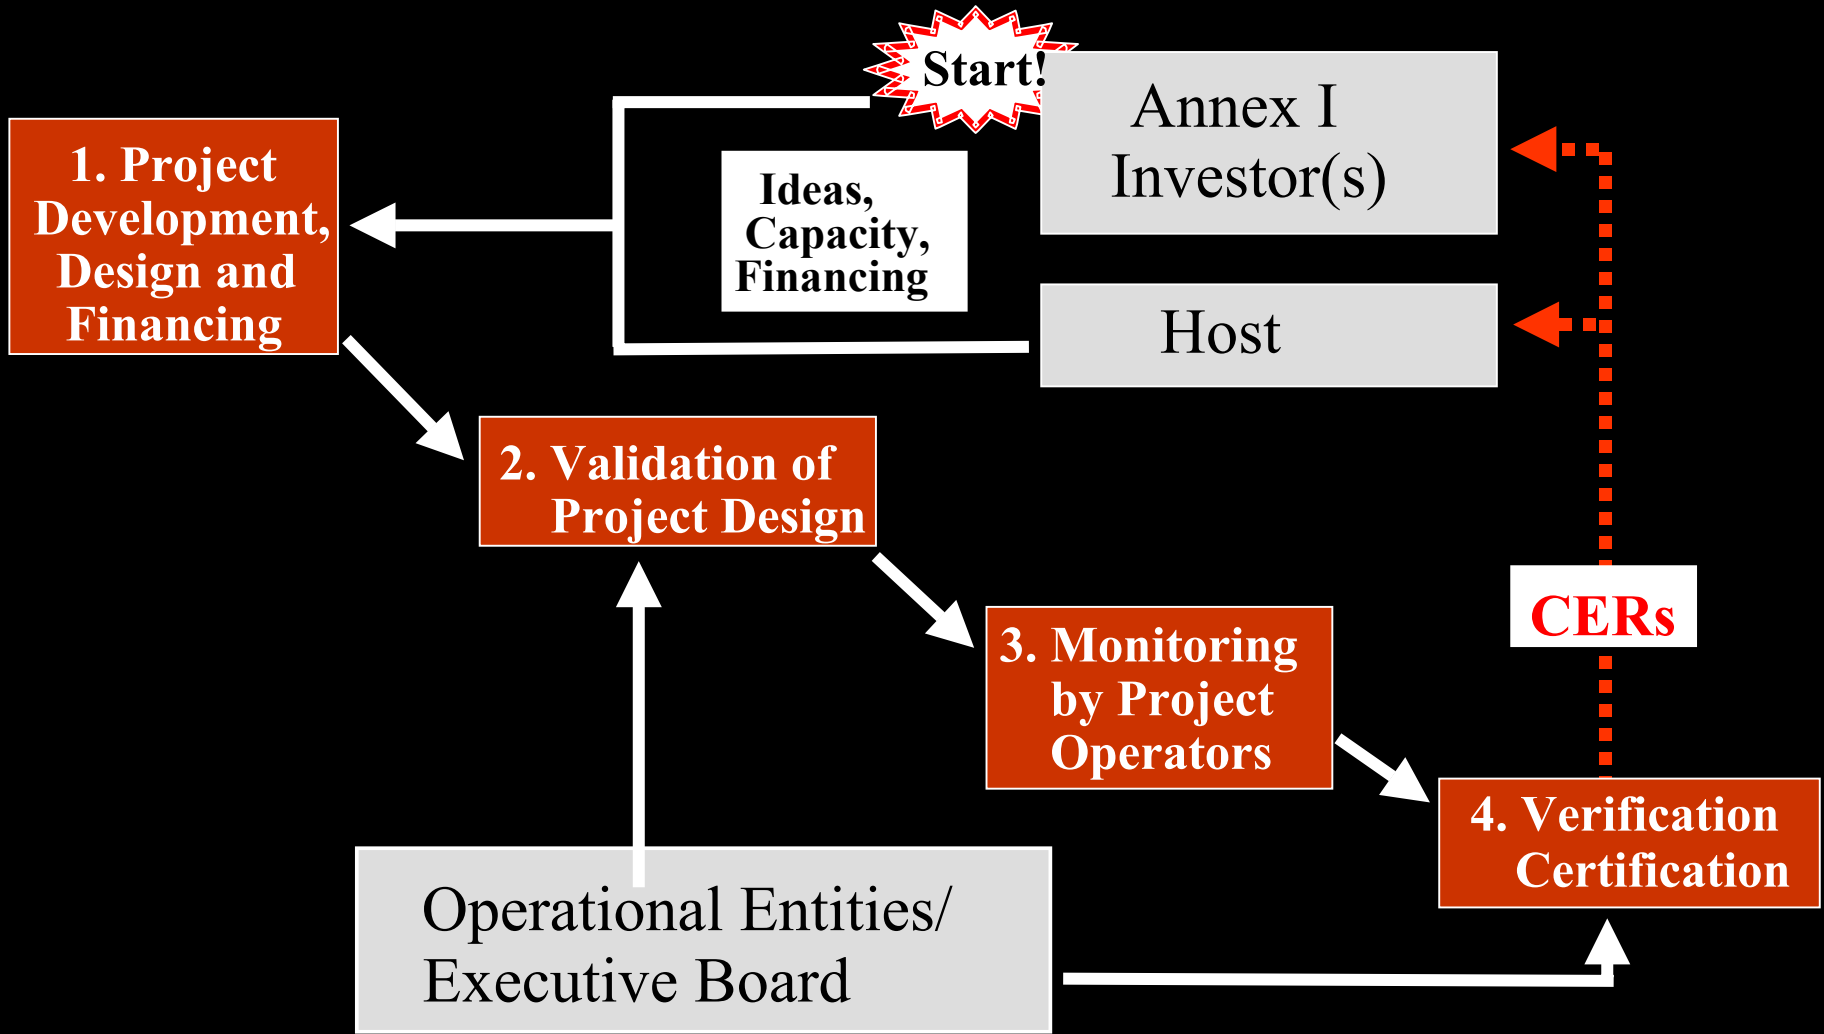 Start!
Annex I
Investor(s)
1. Project
Development,
Design and
Financing
Ideas,
Capacity,
Financing
Host
2. Validation of
Project Design
3. Monitoring
by Project
Operators
CERs
4. Verification
Certification
Operational Entities/
Executive Board